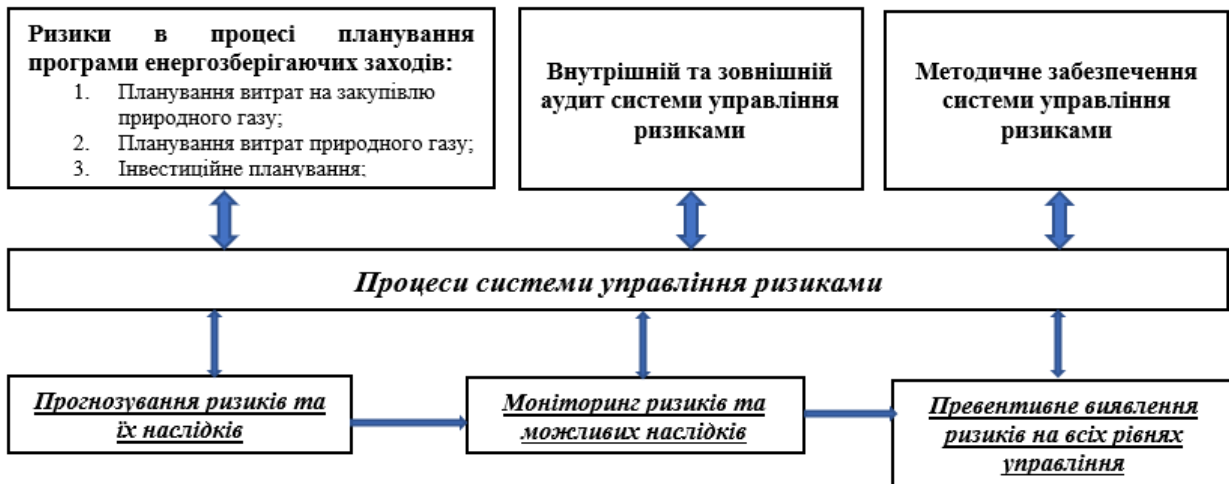 Ризики в процесі планування
програми енергозберігаючих заходів:
1. Планування витрат на закупівлю
природного газу;
2. Планування витрат природного газу;
3. Інвестиційне планування;
Внутрішній та зовнішній
аудит системи управління
ризиками
Методичне забезпечення
системи управління
ризиками
Процеси системи управління ризиками
Прогнозування ризиків та
їх наслідків
Моніторинг ризиків та
можливих наслідків
Превентивне виявлення
ризиків на всіх рівнях
управління